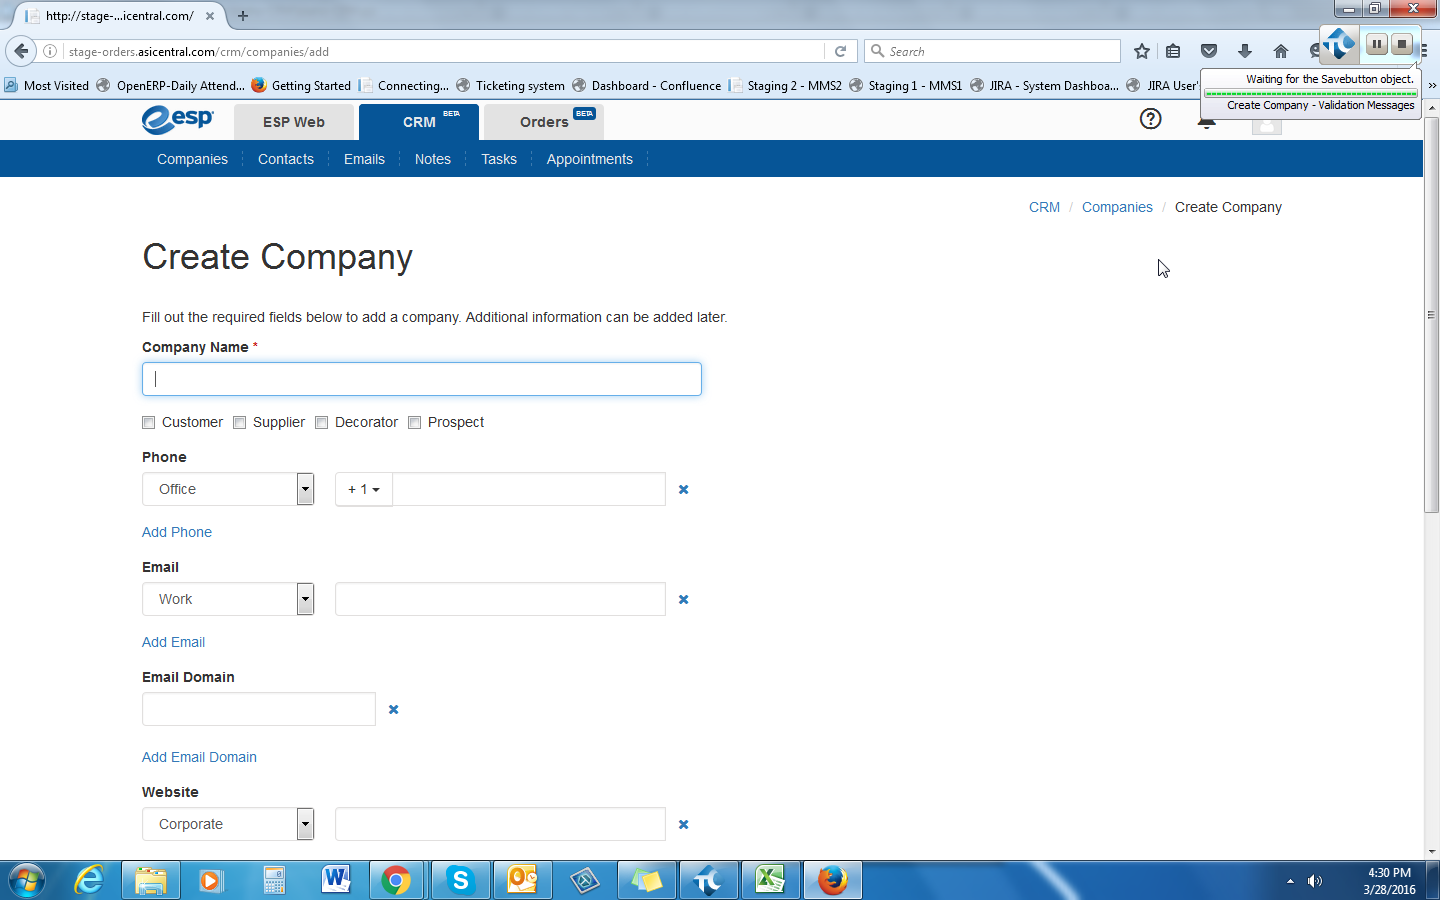 http://stage-...icentral.com/
stage-orders.asicentral.com/crm/companies/add
Search
Most Visited OpenERP-Daily Attend... Getting Started Connecting... Ticketing system Dashboard - Confluence Staging 2 - MMS2 Staging 1 - MMS1 JIRA - System Dashboa... JIRA User'
Waiting for the Savebutton object.
Create Company - Validation Messages
esp ESP Web CRM BETA Orders BETA
Companies Contacts Emails Notes Tasks Appointments
CRM / Companies / Create Company
Create Company
Fill out the required fields below to add a company. Additional information can be added later.
Company Name *
Customer Supplier Decorator Prospect
Phone
Office + 1
Add Phone
Email
Work
Add Email
Email Domain
Add Email Domain
Website
Corporate
4:30 PM
3/28/2016